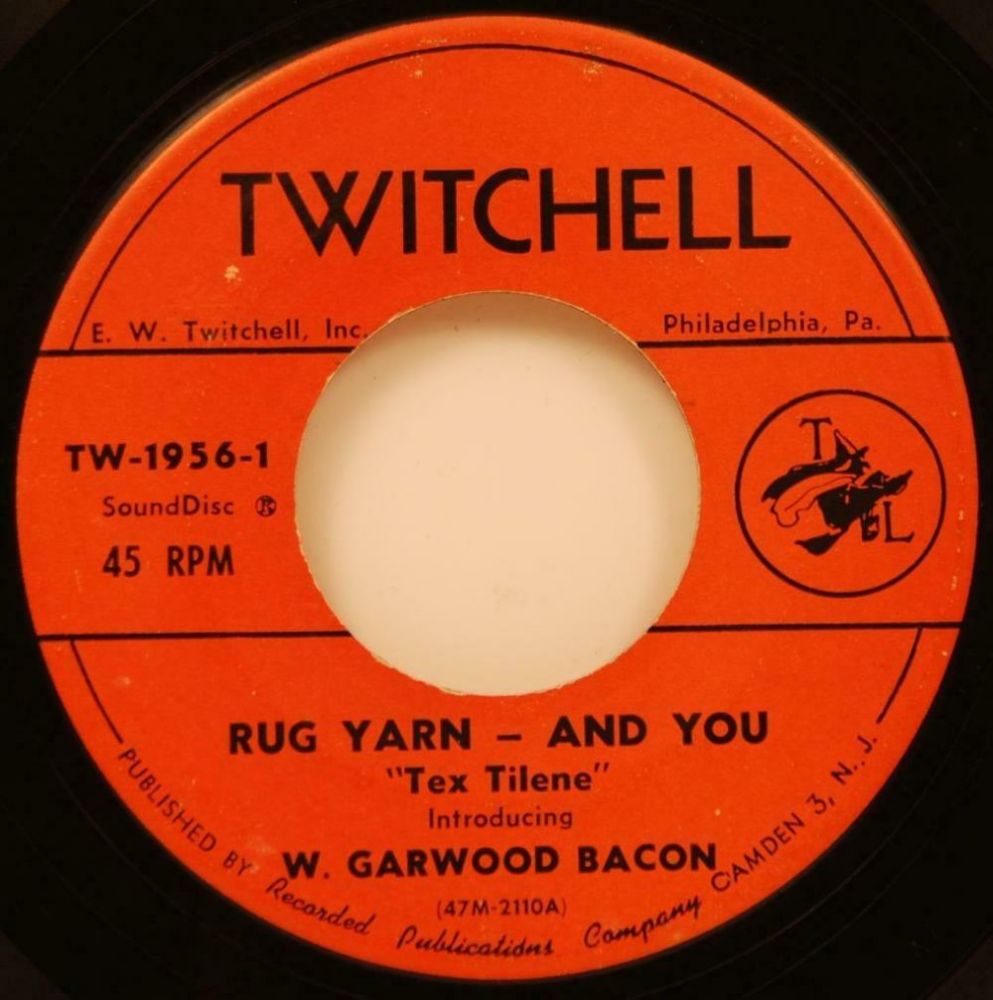 TWITCHELL
E. W. Twitchell, Inc.
Philadelphia, Pa.
TW-1956-1
SoundDisc ®
45 RPM
T
L
RUG YARN – AND YOU
"Tex Tilene"
Introducing
W. GARWOOD BACON
(47M-2110A)
PUBLISHED BY Recorded Publications Company CAMDEN 3, N. J.